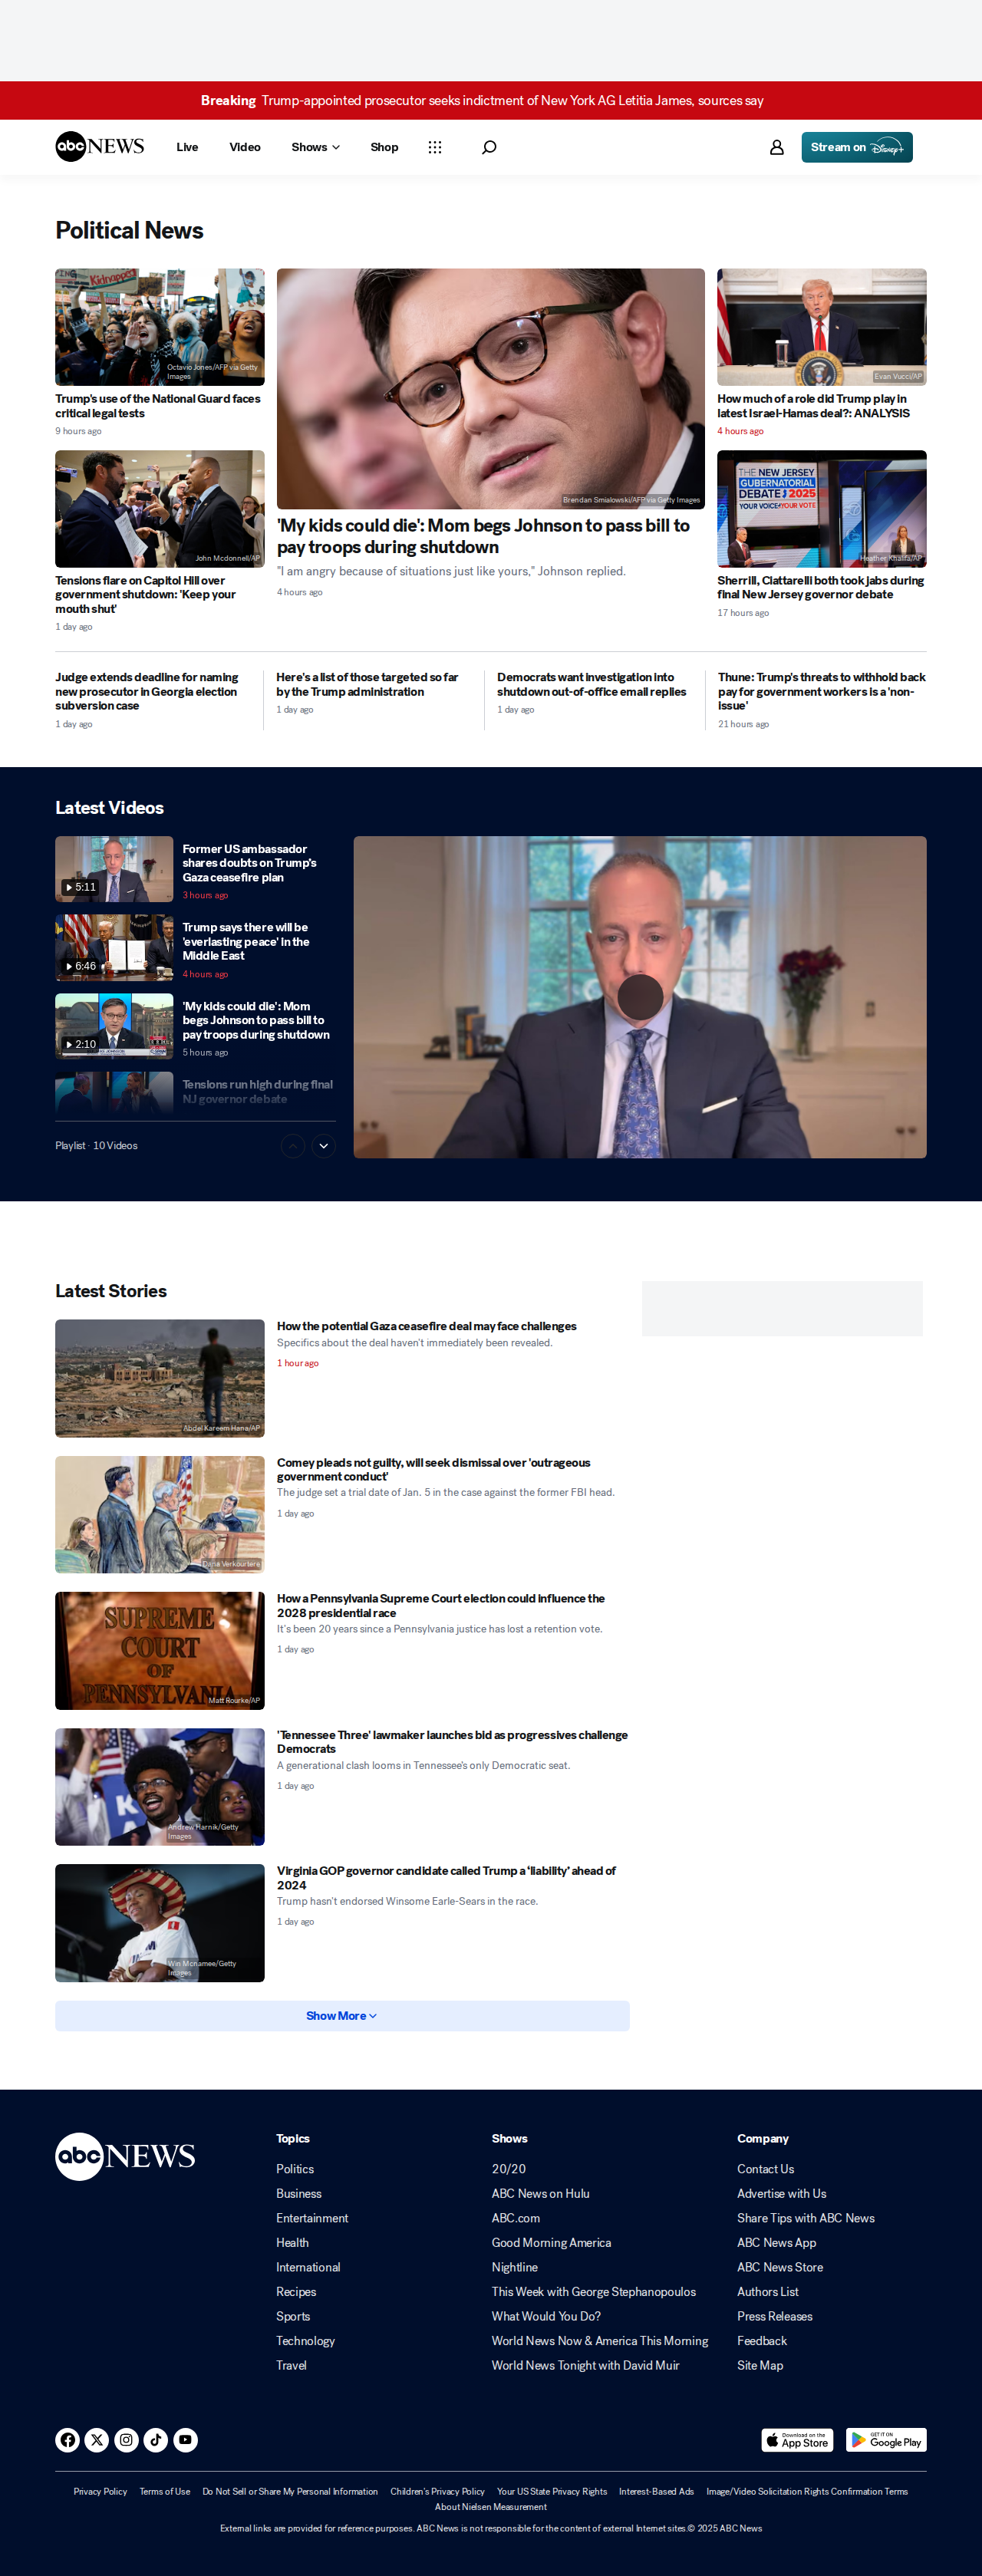 Breaking Trump-appointed prosecutor seeks indictment of New York AG Letitia James, sources say
abc NEWS Live Video Shows Shop Stream on Disney+
Political News
Kidnapped
Octavio Jones/AFP via Getty
Images
Trump's use of the National Guard faces
critical legal tests
9 hours ago
John Mcdonnell/AP
Tensions flare on Capitol Hill over
government shutdown: 'Keep your
mouth shut'
1 day ago
Brendan Smialowski/AFP via Getty Images
'My kids could die': Mom begs Johnson to pass bill to
pay troops during shutdown
"I am angry because of situations just like yours," Johnson replied.
4 hours ago
Evan Vucci/AP
How much of a role did Trump play in
latest Israel-Hamas deal?: ANALYSIS
4 hours ago
THE NEW JERSEY
GUBERNATORIAL
DEBATE 2025
YOUR VOICE YOUR VOTE
Heather Khalifa/AP
Sherrill, Ciattarelli both took jabs during
final New Jersey governor debate
17 hours ago
Judge extends deadline for naming
new prosecutor in Georgia election
subversion case
1 day ago
Here's a list of those targeted so far
by the Trump administration
1 day ago
Democrats want investigation into
shutdown out-of-office email replies
1 day ago
Thune: Trump's threats to withhold back
pay for government workers is a 'non-
issue'
21 hours ago
Latest Videos
5:11
Former US ambassador
shares doubts on Trump's
Gaza ceasefire plan
3 hours ago
6:46
Trump says there will be
'everlasting peace' in the
Middle East
4 hours ago
2:10
'My kids could die': Mom
begs Johnson to pass bill to
pay troops during shutdown
5 hours ago
Tensions run high during final
NJ governor debate
Playlist · 10 Videos
Latest Stories
Abdel Kareem Hana/AP
How the potential Gaza ceasefire deal may face challenges
Specifics about the deal haven't immediately been revealed.
1 hour ago
Dana Verkouteren
Comey pleads not guilty, will seek dismissal over 'outrageous
government conduct'
The judge set a trial date of Jan. 5 in the case against the former FBI head.
1 day ago
SUPREME
COURT
OF
PENNSYLVANIA
Matt Rourke/AP
How a Pennsylvania Supreme Court election could influence the
2028 presidential race
It's been 20 years since a Pennsylvania justice has lost a retention vote.
1 day ago
Andrew Harnik/Getty
Images
'Tennessee Three' lawmaker launches bid as progressives challenge
Democrats
A generational clash looms in Tennessee's only Democratic seat.
1 day ago
Win Mcnamee/Getty
Images
Virginia GOP governor candidate called Trump a ‘liability’ ahead of
2024
Trump hasn't endorsed Winsome Earle-Sears in the race.
1 day ago
Show More
abc NEWS
Topics
Politics
Business
Entertainment
Health
International
Recipes
Sports
Technology
Travel
Shows
20/20
ABC News on Hulu
ABC.com
Good Morning America
Nightline
This Week with George Stephanopoulos
What Would You Do?
World News Now & America This Morning
World News Tonight with David Muir
Company
Contact Us
Advertise with Us
Share Tips with ABC News
ABC News App
ABC News Store
Authors List
Press Releases
Feedback
Site Map
Download on the
App Store
GET IT ON
Google Play
Privacy Policy Terms of Use Do Not Sell or Share My Personal Information Children's Privacy Policy Your US State Privacy Rights Interest-Based Ads Image/Video Solicitation Rights Confirmation Terms
About Nielsen Measurement
External links are provided for reference purposes. ABC News is not responsible for the content of external Internet sites.© 2025 ABC News